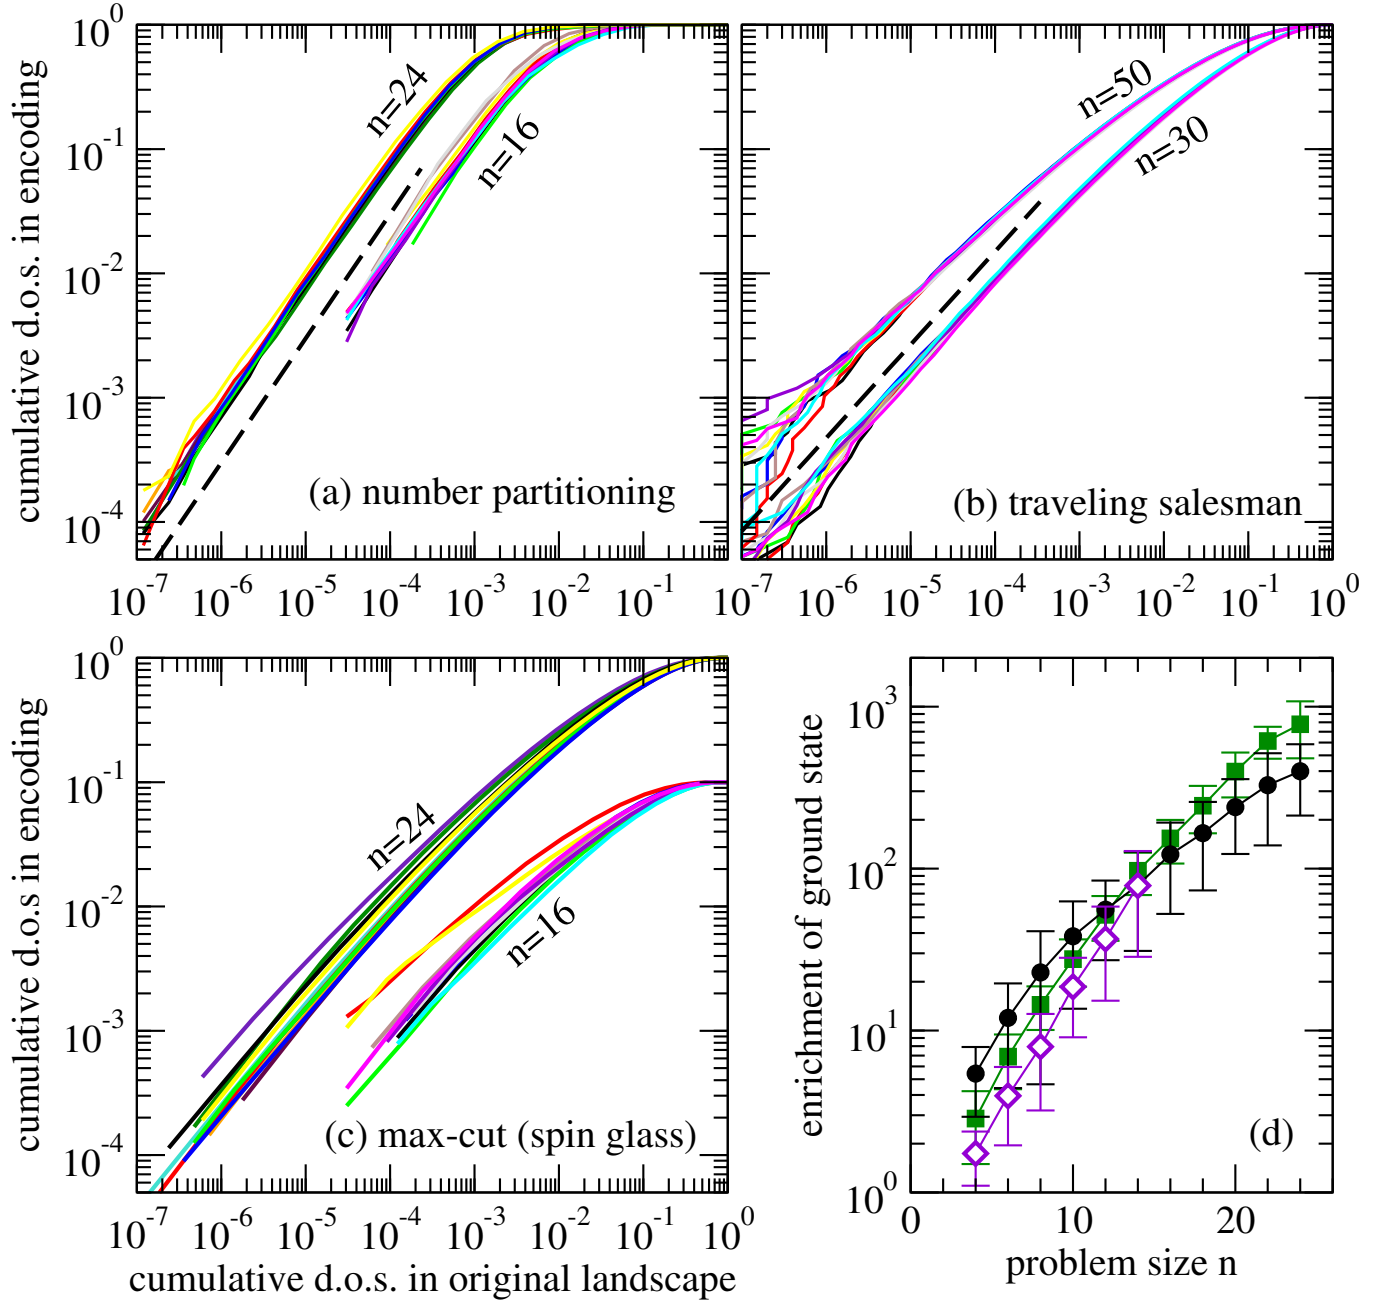 10^0
10^-1
10^-2
10^-3
10^-4
cumulative d.o.s. in encoding
n=24
n=16
(a) number partitioning
10^-7 10^-6 10^-5 10^-4 10^-3 10^-2 10^-1
n=50
n=30
(b) traveling salesman
10^-7 10^-6 10^-5 10^-4 10^-3 10^-2 10^-1 10^0
10^0
10^-1
10^-2
10^-3
10^-4
cumulative d.o.s in encoding
n=24
n=16
(c) max-cut (spin glass)
10^-7 10^-6 10^-5 10^-4 10^-3 10^-2 10^-1 10^0
cumulative d.o.s. in original landscape
10^3
10^2
10^1
10^0
enrichment of ground state
(d)
0 10 20
problem size n